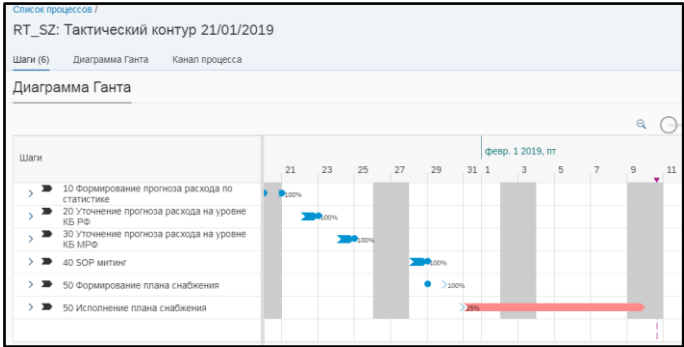 Список процессов /
RT_SZ: Тактический контур 21/01/2019
Шаги (6) Диаграмма Ганта Канал процесса
Диаграмма Ганта
Шаги
февр. 1 2019, пт
21 23 25 27 29 31 1 3 5 7 9 11
10 Формирование прогноза расхода по
статистике
100%
20 Уточнение прогноза расхода на уровне
КБ РФ
100%
30 Уточнение прогноза расхода на уровне
КБ МРФ
100%
40 SOP митинг
100%
50 Формирование плана снабжения
100%
50 Исполнение плана снабжения
25%